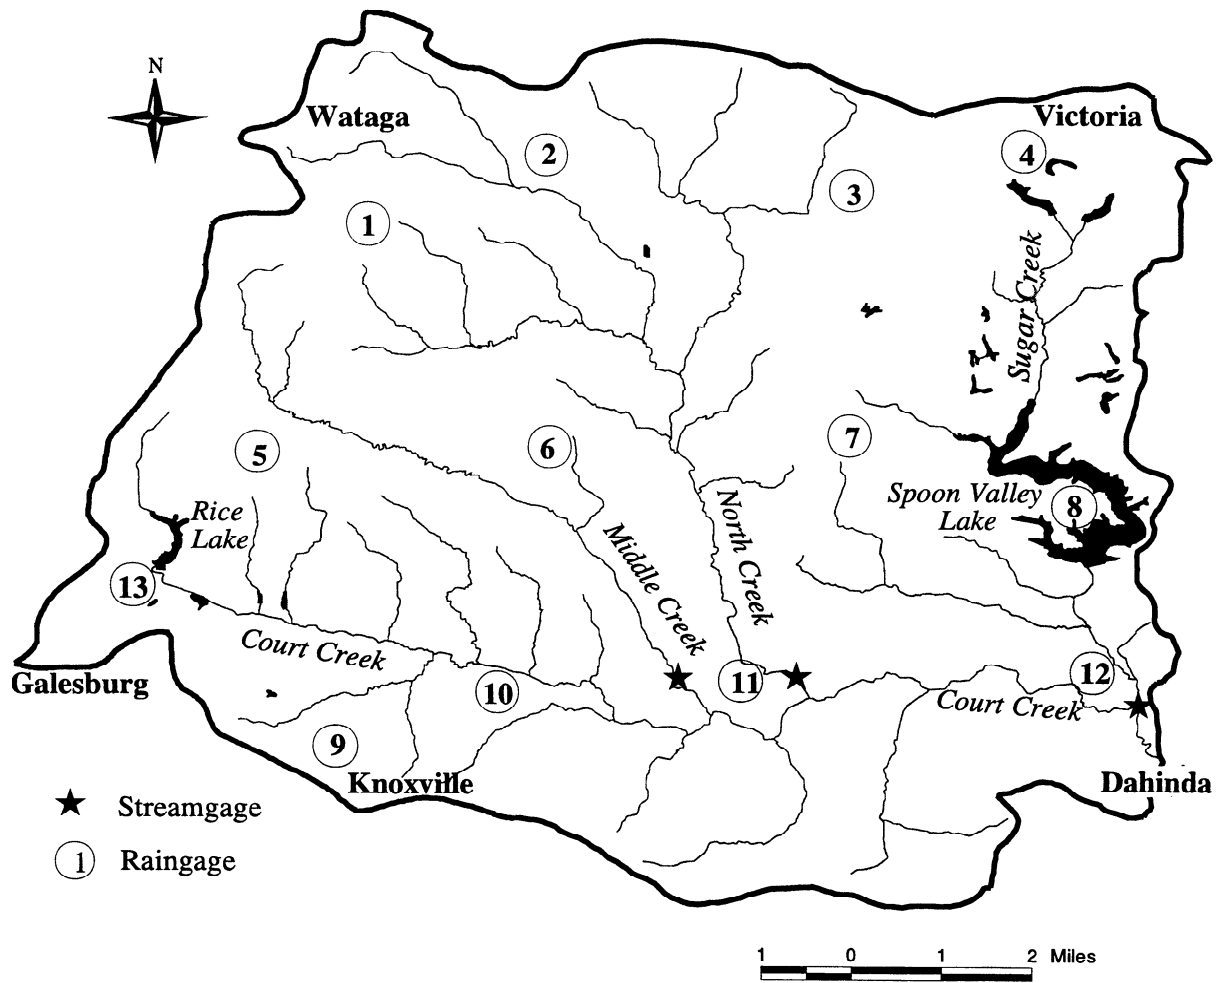 N
Wataga
Victoria
2
4
3
1
Sugar Creek
5
6
7
Rice
Lake
Spoon Valley
Lake
8
North Creek
Middle Creek
13
Court Creek
Galesburg
10
11
12
Court Creek
9
Knoxville
Dahinda
Streamgage
1 Raingage
1 0 1 2 Miles